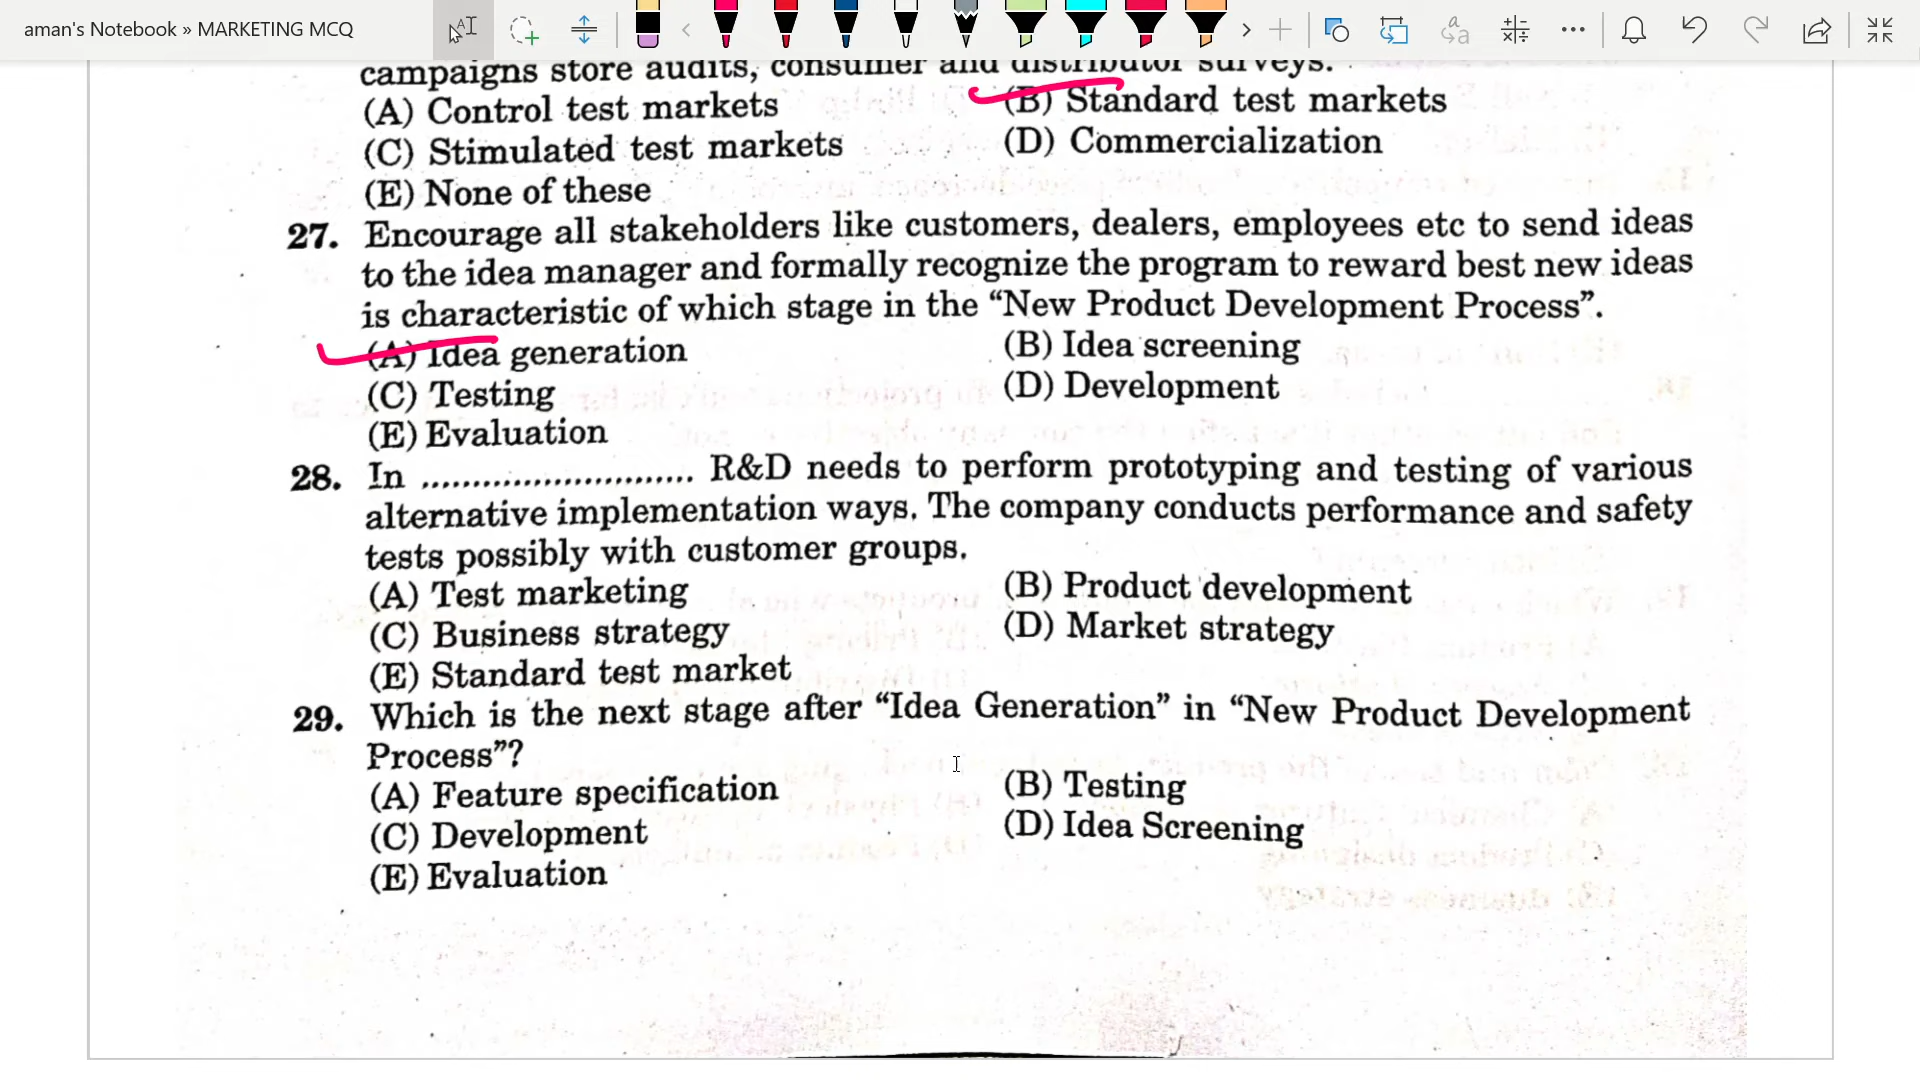 aman's Notebook » MARKETING MCQ
campaigns store audits, consumer and distributor surveys.
(A) Control test markets (B) Standard test markets
(C) Stimulated test markets (D) Commercialization
(E) None of these
27. Encourage all stakeholders like customers, dealers, employees etc to send ideas
to the idea manager and formally recognize the program to reward best new ideas
is characteristic of which stage in the “New Product Development Process”.
(A) Idea generation (B) Idea screening
(C) Testing (D) Development
(E) Evaluation
28. In .......................... R&D needs to perform prototyping and testing of various
alternative implementation ways. The company conducts performance and safety
tests possibly with customer groups.
(A) Test marketing (B) Product development
(C) Business strategy (D) Market strategy
(E) Standard test market
29. Which is the next stage after “Idea Generation” in “New Product Development
Process”?
(A) Feature specification (B) Testing
(C) Development (D) Idea Screening
(E) Evaluation